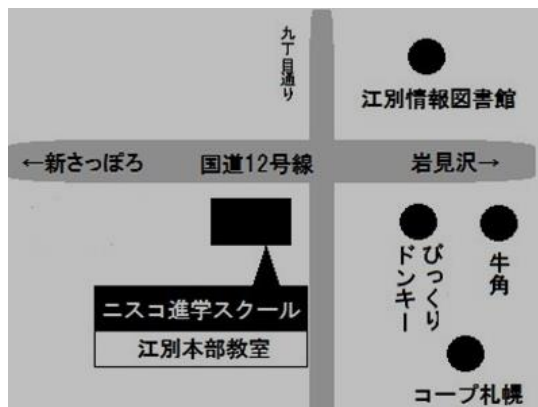 九丁目通り
江別情報図書館
←新さっぽろ 国道12号線 岩見沢→
びっくり
ドンキー
牛角
ニスコ進学スクール
江別本部教室
コープ札幌